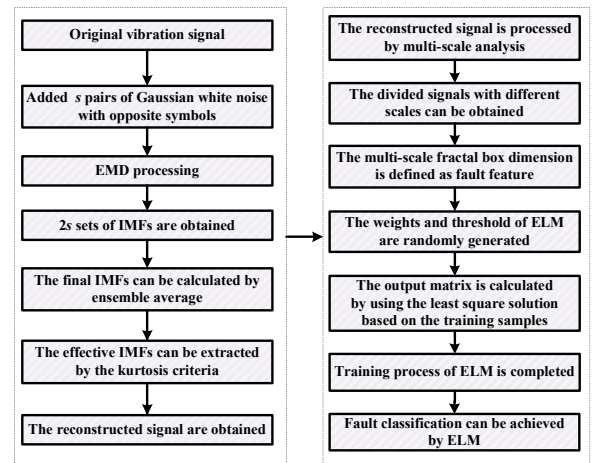 Original vibration signal
Added s pairs of Gaussian white noise
with opposite symbols
EMD processing
2s sets of IMFs are obtained
The final IMFs can be calculated by
ensemble average
The effective IMFs can be extracted
by the kurtosis criteria
The reconstructed signal are obtained
The reconstructed signal is processed
by multi-scale analysis
The divided signals with different
scales can be obtained
The multi-scale fractal box dimension
is defined as fault feature
The weights and threshold of ELM
are randomly generated
The output matrix is calculated
by using the least square solution
based on the training samples
Training process of ELM is completed
Fault classification can be achieved
by ELM